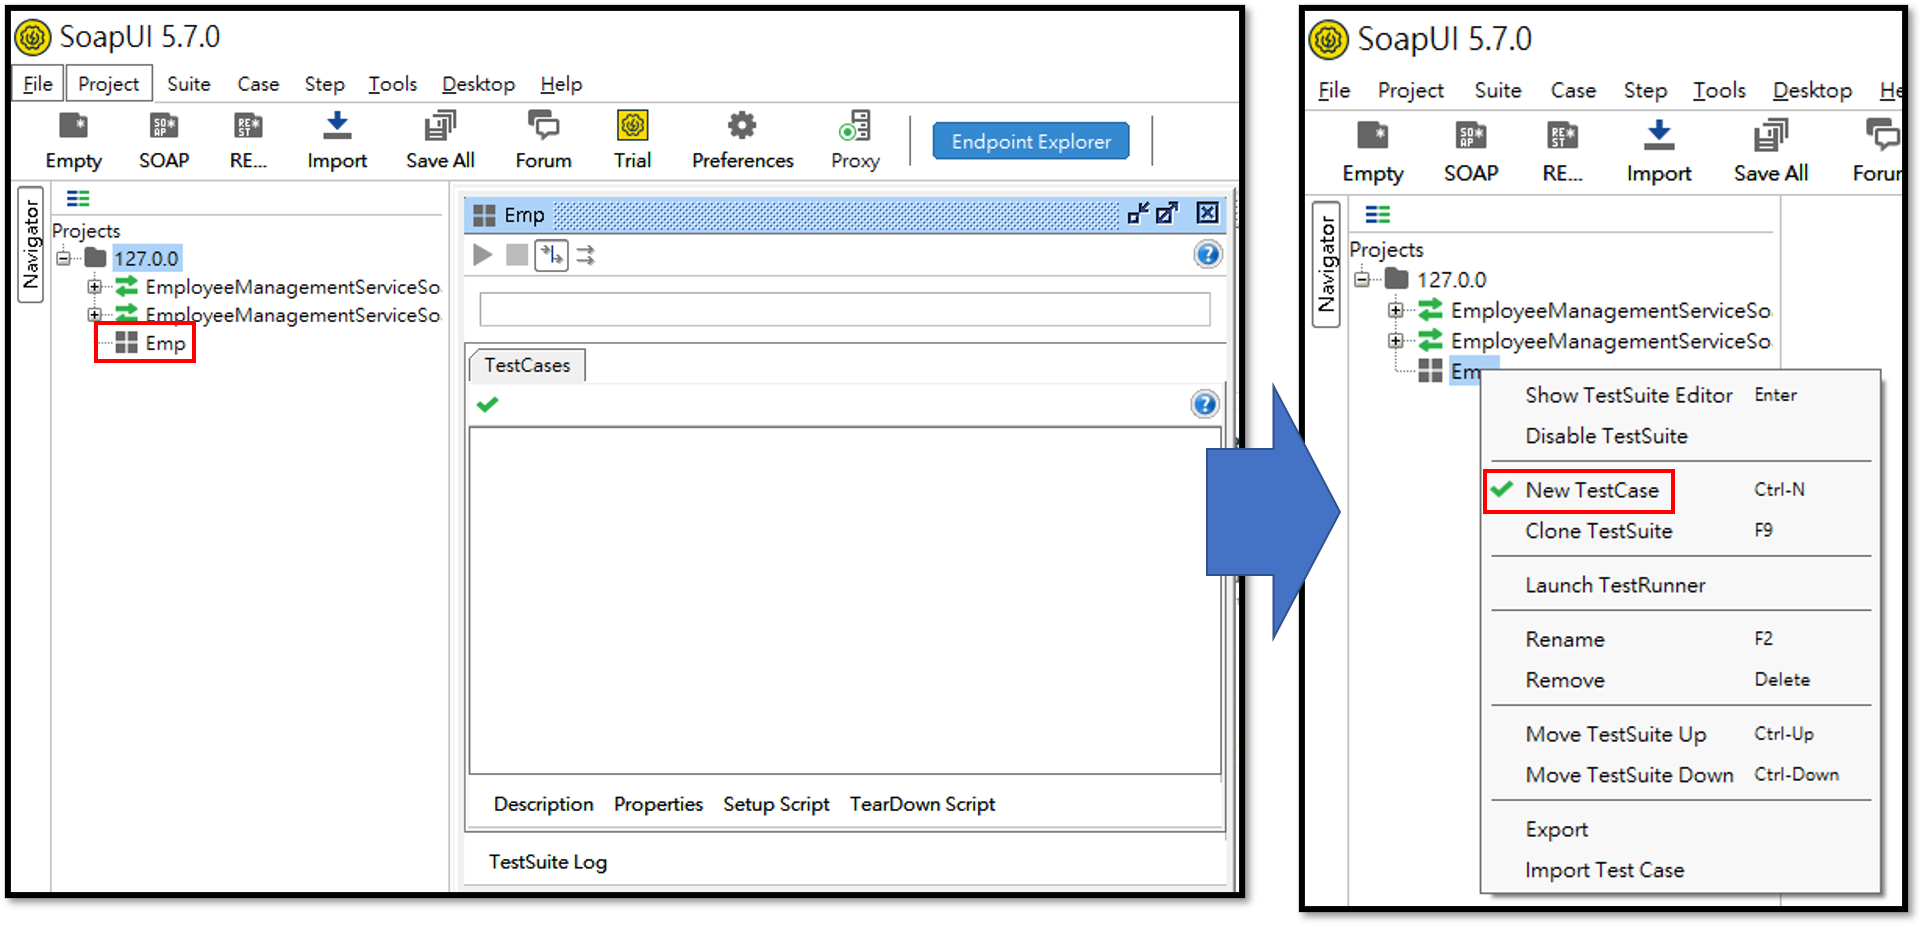 SoapUI 5.7.0
File Project Suite Case Step Tools Desktop Help
Empty SOAP RE... Import Save All Forum Trial Preferences Proxy Endpoint Explorer
Navigator
Projects
127.0.0
EmployeeManagementServiceSo
EmployeeManagementServiceSo
Emp
Emp
TestCases
Description Properties Setup Script TearDown Script
TestSuite Log
SoapUI 5.7.0
File Project Suite Case Step Tools Desktop He
Empty SOAP RE... Import Save All Forum
Navigator
Projects
127.0.0
EmployeeManagementServiceSo
EmployeeManagementServiceSo
Em
Show TestSuite Editor Enter
Disable TestSuite
New TestCase Ctrl-N
Clone TestSuite F9
Launch TestRunner
Rename F2
Remove Delete
Move TestSuite Up Ctrl-Up
Move TestSuite Down Ctrl-Down
Export
Import Test Case